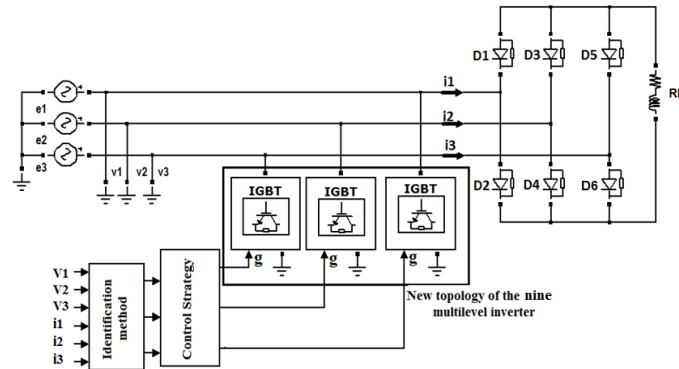 D1 D3 D5
i1
e1
i2
e2
i3
e3
v1 v2 v3
D2 D4 D6
IGBT IGBT IGBT
g g g
V1
V2
V3
i1
i2
i3
Identification
method
Control Strategy
New topology of the nine
multilevel inverter